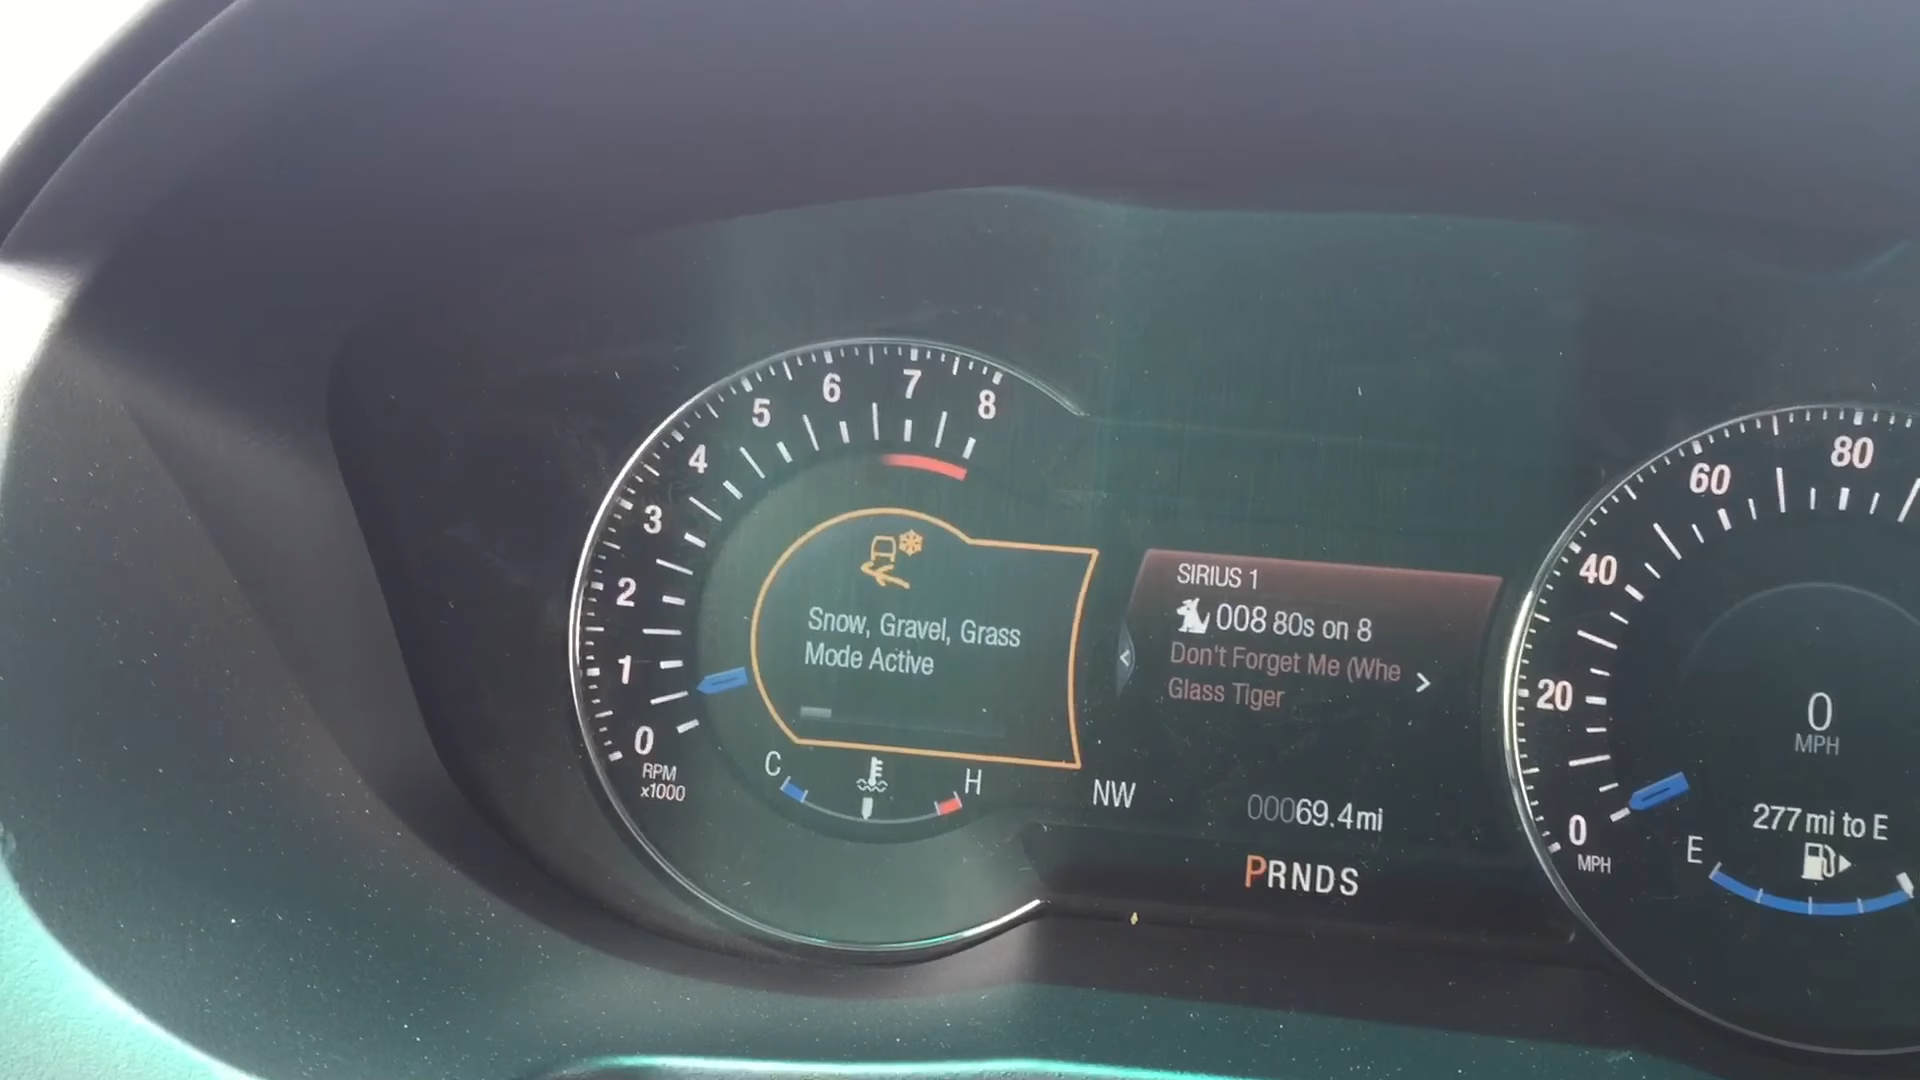 8
7
6
5
4
3
2
1
0
RPM
x1000
Snow, Gravel, Grass
Mode Active
C
H
SIRIUS 1
008 80s on 8
Don't Forget Me (Whe
Glass Tiger
NW
00069.4mi
PRNDS
80
60
40
20
0
MPH
0
MPH
277 mi to E
E